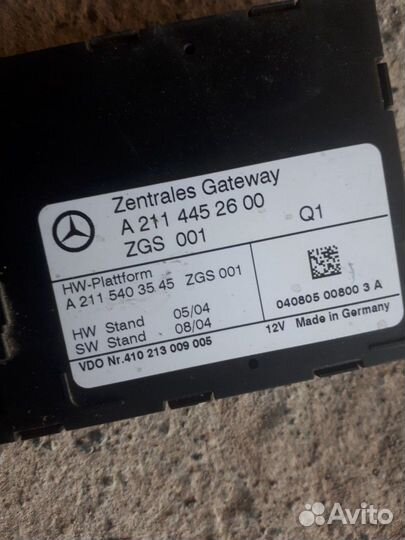 Zentrales Gateway
A 211 445 26 00
ZGS 001
Q1
HW-Plattform
A 211 540 35 45 ZGS 001
HW Stand 05/04
SW Stand 08/04
VDO Nr.410 213 009 005
040805 00800 3 A
12V Made in Germany
Avito